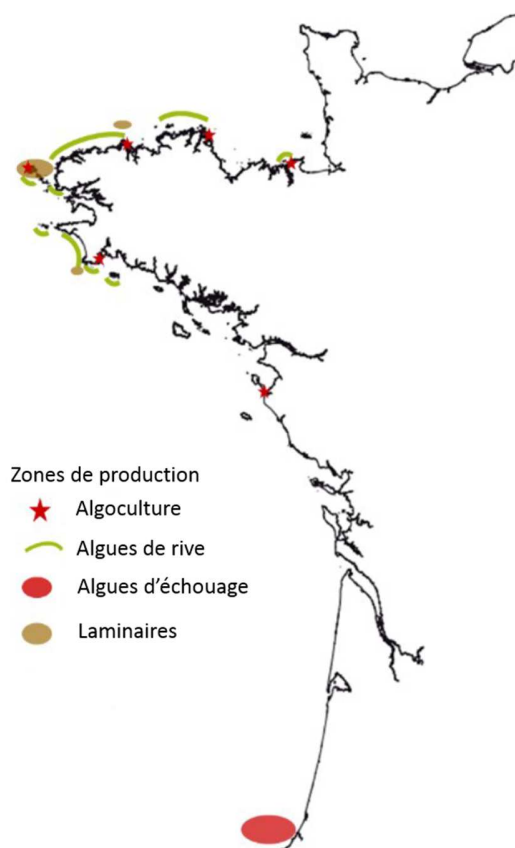 Zones de production
Algoculture
Algues de rive
Algues d'échouage
Laminaires